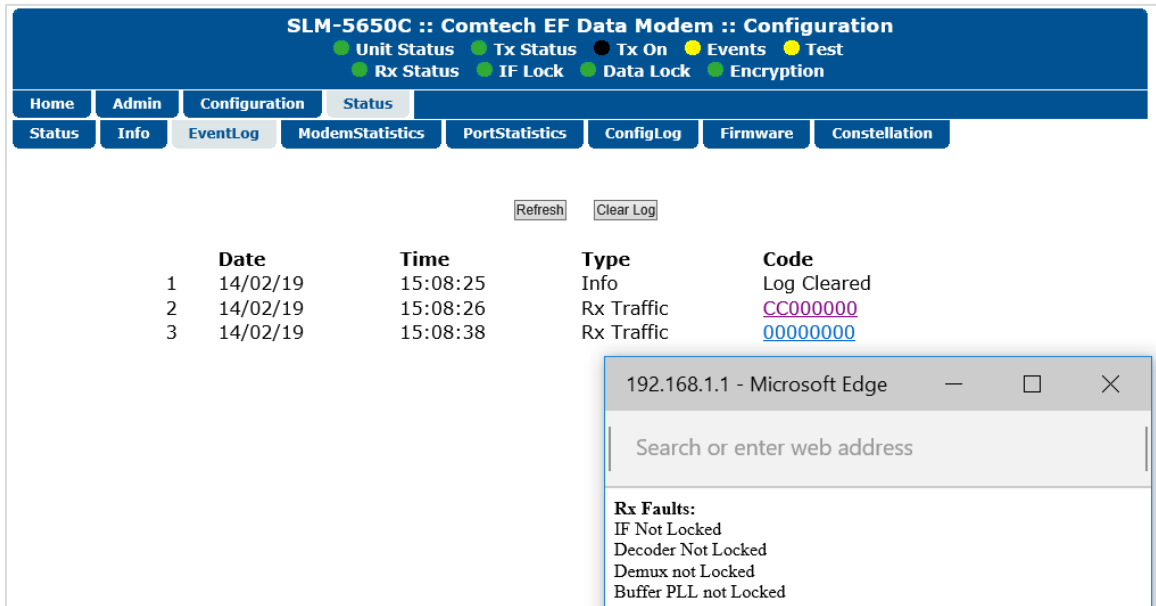 SLM-5650C :: Comtech EF Data Modem :: Configuration
Unit Status Tx Status Tx On Events Test
Rx Status IF Lock Data Lock Encryption
Home Admin Configuration Status
Status Info EventLog ModemStatistics PortStatistics ConfigLog Firmware Constellation
Refresh Clear Log
Date Time Type Code
1 14/02/19 15:08:25 Info Log Cleared
2 14/02/19 15:08:26 Rx Traffic CC000000
3 14/02/19 15:08:38 Rx Traffic 00000000
192.168.1.1 - Microsoft Edge
Search or enter web address
Rx Faults:
IF Not Locked
Decoder Not Locked
Demux not Locked
Buffer PLL not Locked